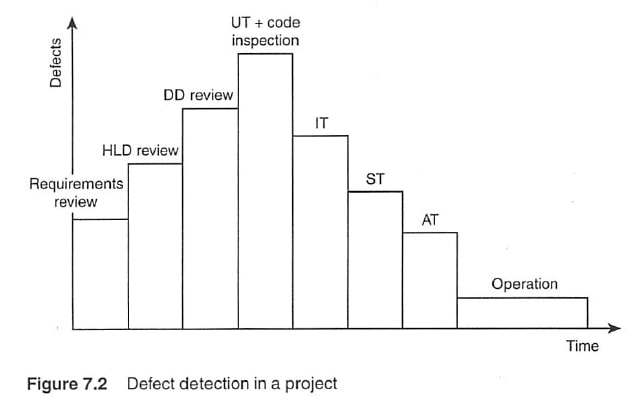 UT + code
inspection
Defects
DD review
IT
HLD review
ST
Requirements
review
AT
Operation
Time
Figure 7.2 Defect detection in a project